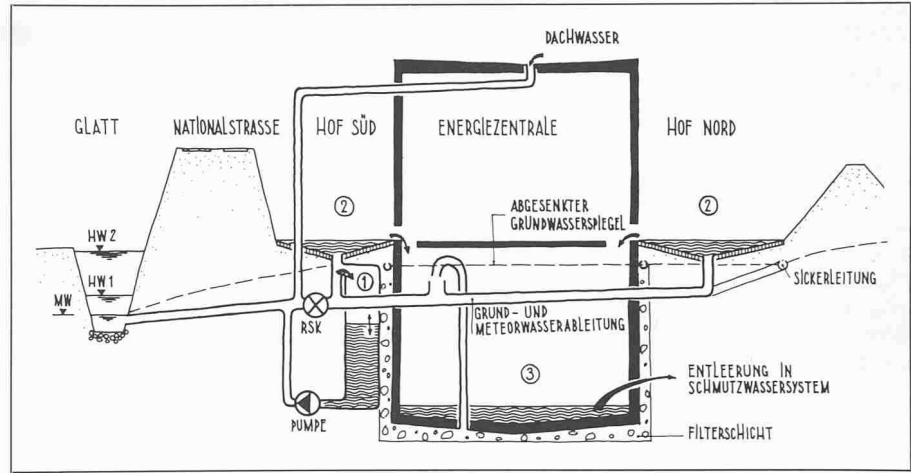 DACHWASSER
GLATT
NATIONALSTRASSE
HOF SÜD
ENERGIEZENTRALE
HOF NORD
2
ABGESENKTER
GRUNDWASSERSPIEGEL
2
HW2
HW1
MW
1
SICKERLEITUNG
RSK
GRUND- UND
METEORWASSERABLEITUNG
3
ENTLEERUNG IN
SCHMUTZWASSERSYSTEM
PUMPE
FILTERSCHICHT